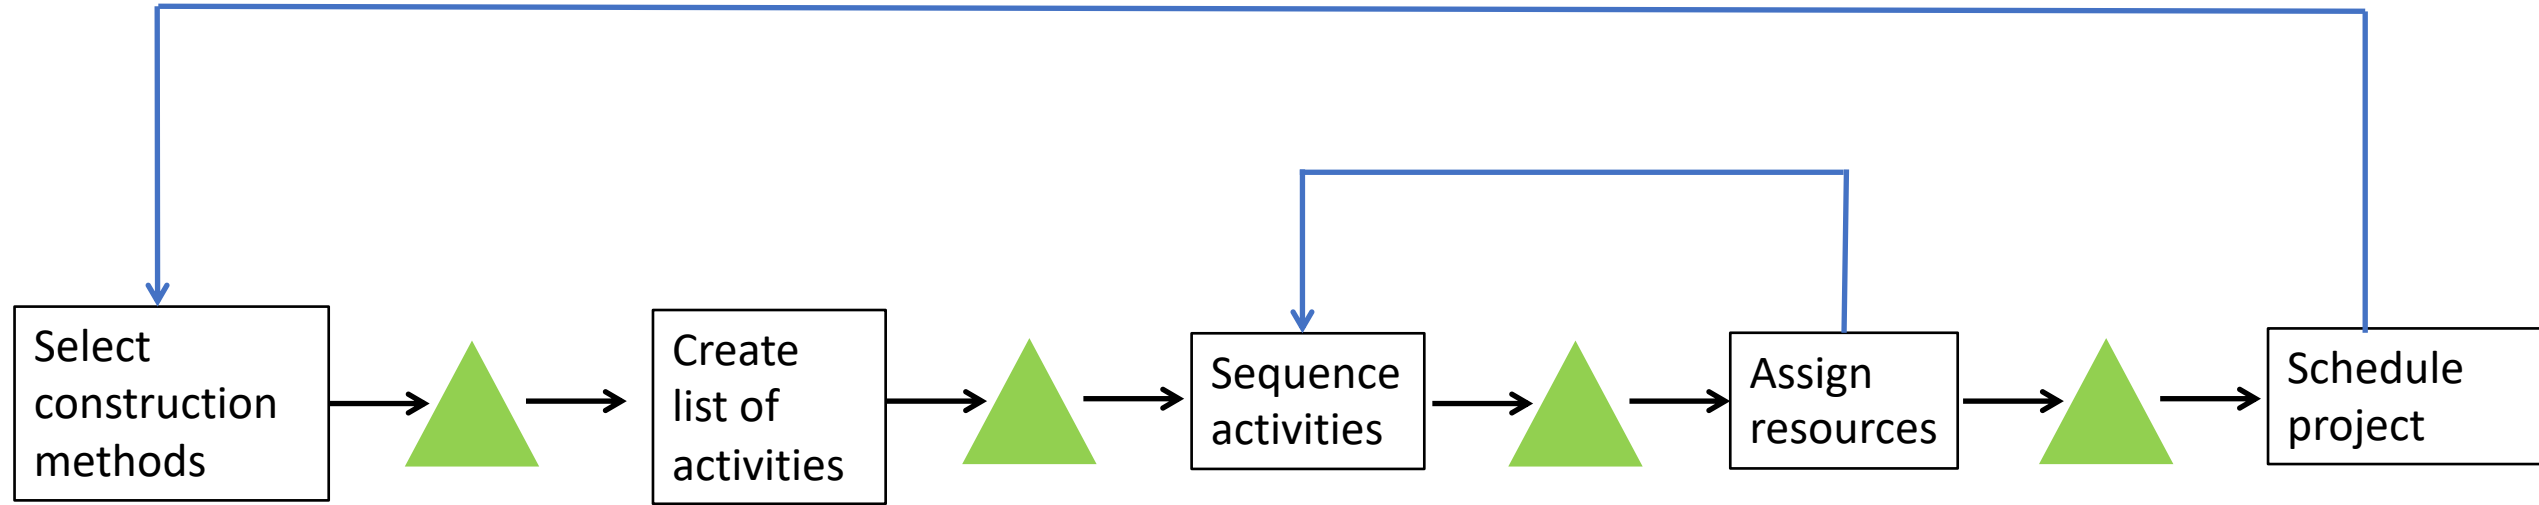 Select
construction
methods
Create
list of
activities
Sequence
activities
Assign
resources
Schedule
project